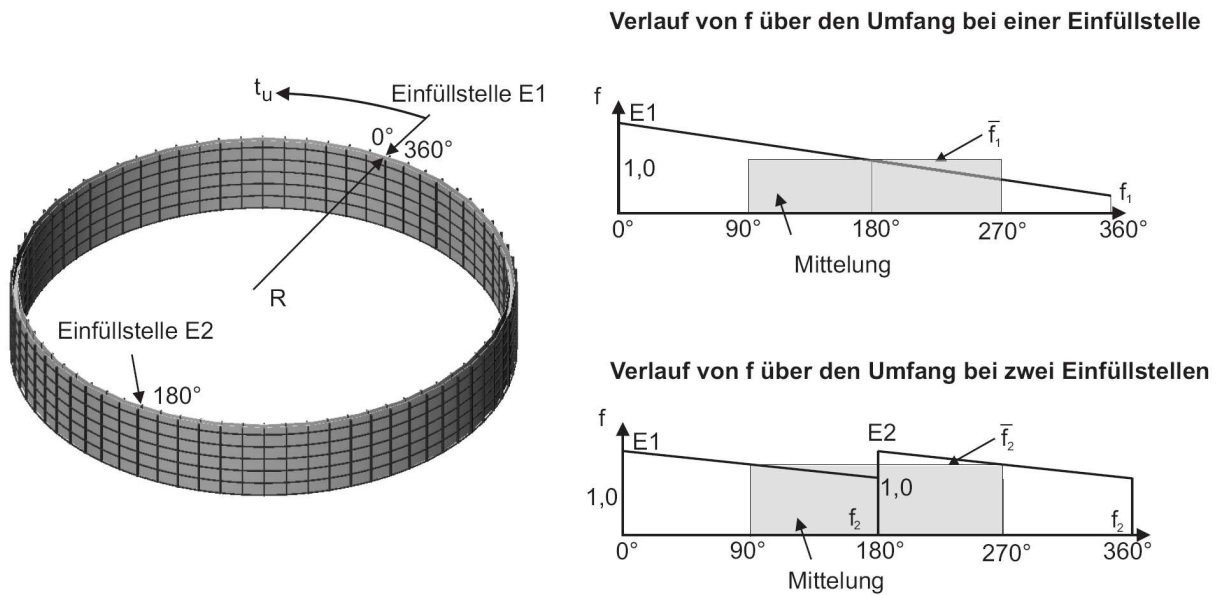 t_u
Einfüllstelle E1
0°
360°
R
Einfüllstelle E2
180°
Verlauf von f über den Umfang bei einer Einfüllstelle
f
E1
f̅₁
1,0
f₁
0°
90°
180°
270°
360°
Mittelung
Verlauf von f über den Umfang bei zwei Einfüllstellen
f
E1
E2
f̅₂
1,0
1,0
f₂
f₂
0°
90°
180°
270°
360°
Mittelung